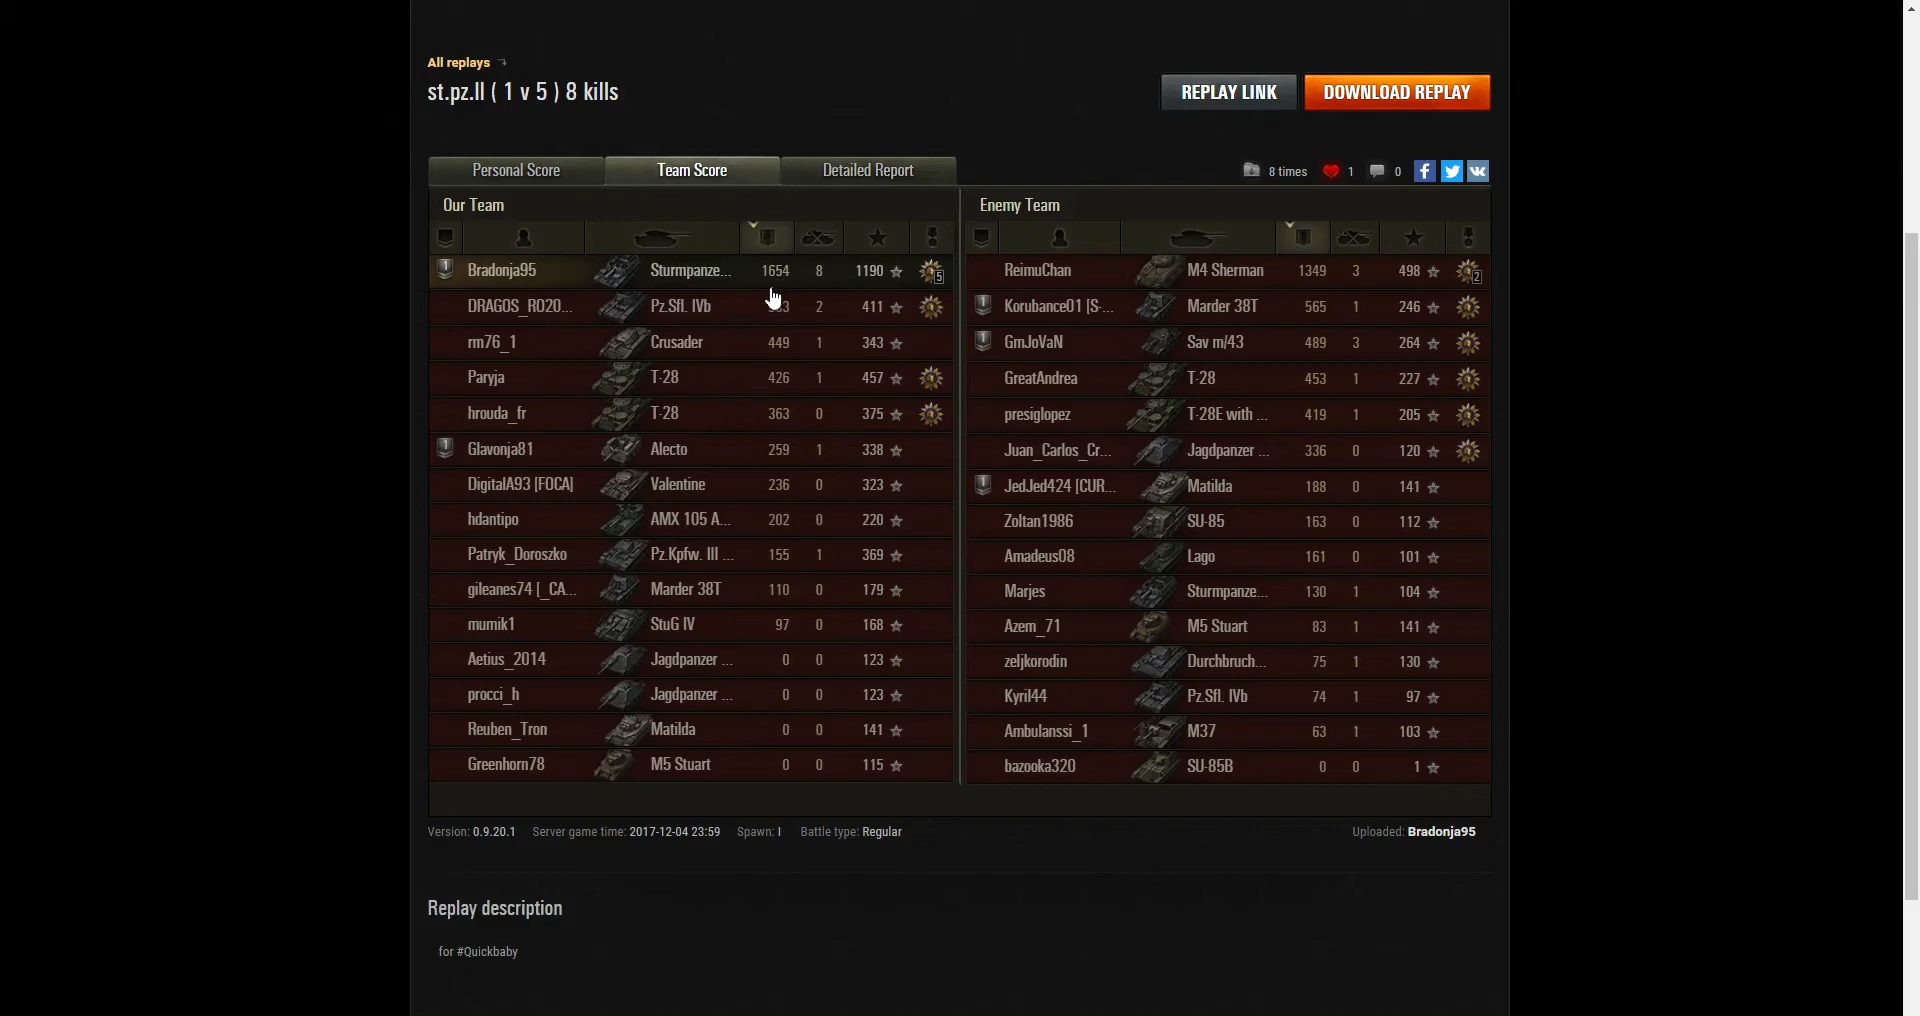 All replays
st.pz.ll ( 1 v 5 ) 8 kills
REPLAY LINK
DOWNLOAD REPLAY
Personal Score
Team Score
Detailed Report
8 times
1
0
Our Team
1 Bradonja95 Sturmpanze... 1654 8 1190 5
DRAGOS_RO20... Pz.Sfl. IVb 2 411
rm76_1 Crusader 449 1 343
Paryja T-28 426 1 457
hrouda_fr T-28 363 0 375
1 Glavonja81 Alecto 259 1 338
DigitalA93 [FOCA] Valentine 236 0 323
hdantipo AMX 105 A... 202 0 220
Patryk_Doroszko Pz.Kpfw. III ... 155 1 369
gileanes74 [_CA... Marder 38T 110 0 179
mumik1 StuG IV 97 0 168
Aetius_2014 Jagdpanzer ... 0 0 123
procci_h Jagdpanzer ... 0 0 123
Reuben_Tron Matilda 0 0 141
Greenhorn78 M5 Stuart 0 0 115
Enemy Team
ReimuChan M4 Sherman 1349 3 498 2
1 Korubance01 [S-... Marder 38T 565 1 246
1 GmJoVaN Sav m/43 489 3 264
GreatAndrea T-28 453 1 227
presiglopez T-28E with ... 419 1 205
Juan_Carlos_Cr... Jagdpanzer ... 336 0 120
1 JedJed424 [CUR... Matilda 188 0 141
Zoltan1986 SU-85 163 0 112
Amadeus08 Lago 161 0 101
Marjes Sturmpanze... 130 1 104
Azem_71 M5 Stuart 83 1 141
zeljkorodin Durchbruch... 75 1 130
Kyril44 Pz.Sfl. IVb 74 1 97
Ambulanssi_1 M37 63 1 103
bazooka320 SU-85B 0 0 1
Version: 0.9.20.1 Server game time: 2017-12-04 23:59 Spawn: I Battle type: Regular
Uploaded: Bradonja95
Replay description
for #Quickbaby